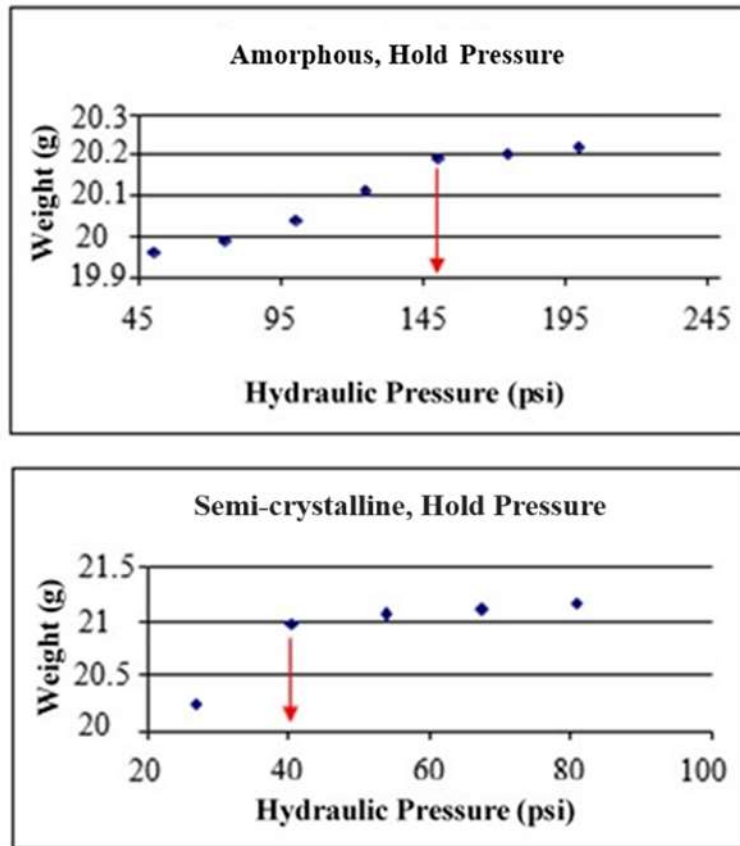 Amorphous, Hold Pressure
20.3
20.2
20.1
20
19.9
Weight (g)
45 95 145 195 245
Hydraulic Pressure (psi)
Semi-crystalline, Hold Pressure
21.5
21
20.5
20
Weight (g)
20 40 60 80 100
Hydraulic Pressure (psi)